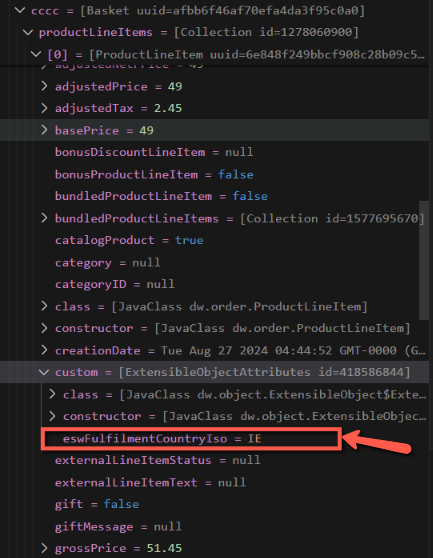 cccc = [Basket uuid=afbb6f46af70efa4da3f95c0a0]
productLineItems = [Collection id=1278060900]
[0] = [ProductLineItem uuid=6e848f249bbcf908c28b09c5...
adjustedNetPrice = 49
adjustedPrice = 49
adjustedTax = 2.45
basePrice = 49
bonusDiscountLineItem = null
bonusProductLineItem = false
bundledProductLineItem = false
bundledProductLineItems = [Collection id=1577695670]
catalogProduct = true
category = null
categoryID = null
class = [JavaClass dw.order.ProductLineItem]
constructor = [JavaClass dw.order.ProductLineItem]
creationDate = Tue Aug 27 2024 04:44:52 GMT-0000 (G...
custom = [ExtensibleObjectAttributes id=418586844]
class = [JavaClass dw.object.ExtensibleObject$Exte...
constructor = [JavaClass dw.object.ExtensibleObjec...
eswFulfilmentCountryIso = IE
externalLineItemStatus = null
externalLineItemText = null
gift = false
giftMessage = null
grossPrice = 51.45